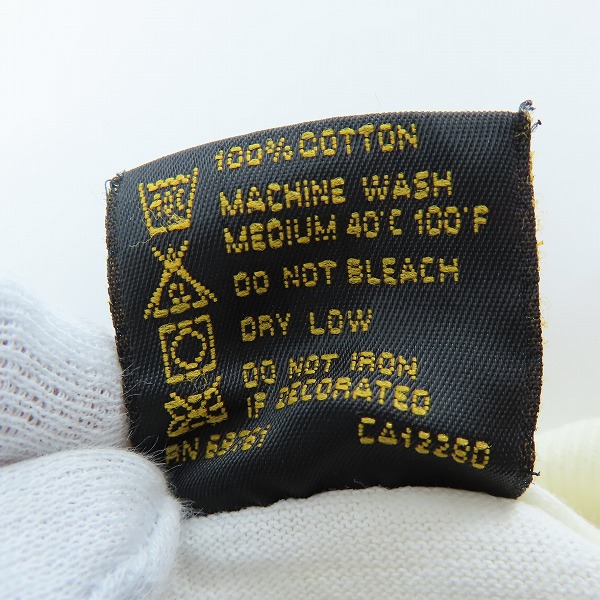 100% COTTON
40°C
MACHINE WASH
MEDIUM 40°C 100°F
DO NOT BLEACH
DRY LOW
DO NOT IRON
IF DECORATED
RN CA12280